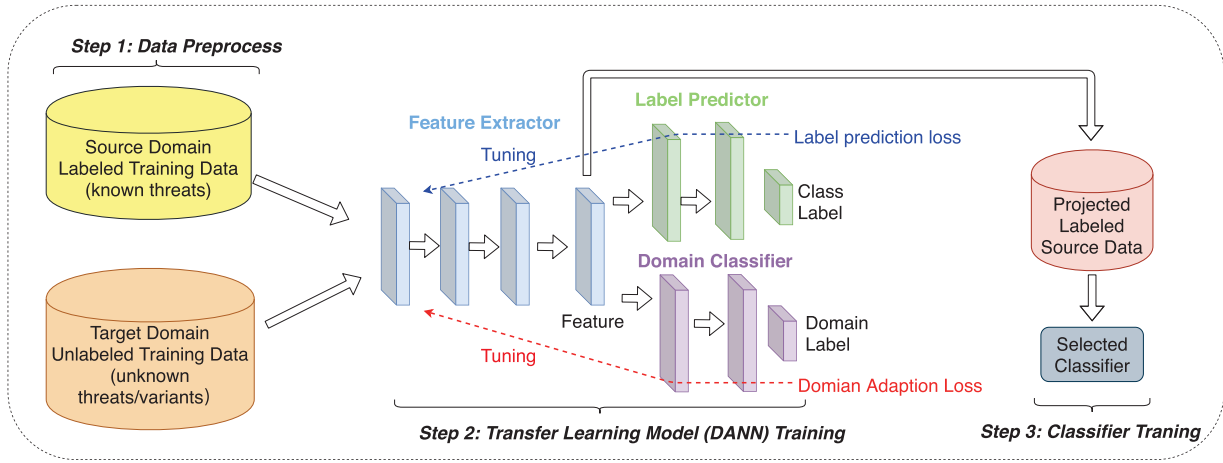 Step 1: Data Preprocess
Source Domain
Labeled Training Data
(known threats)
Target Domain
Unlabeled Training Data
(unknown
threats/variants)
Feature Extractor
Tuning
Label Predictor
Label prediction loss
Class
Label
Feature
Domain Classifier
Domain
Label
Tuning
Domian Adaption Loss
Step 2: Transfer Learning Model (DANN) Training
Projected
Labeled
Source Data
Selected
Classifier
Step 3: Classifier Traning